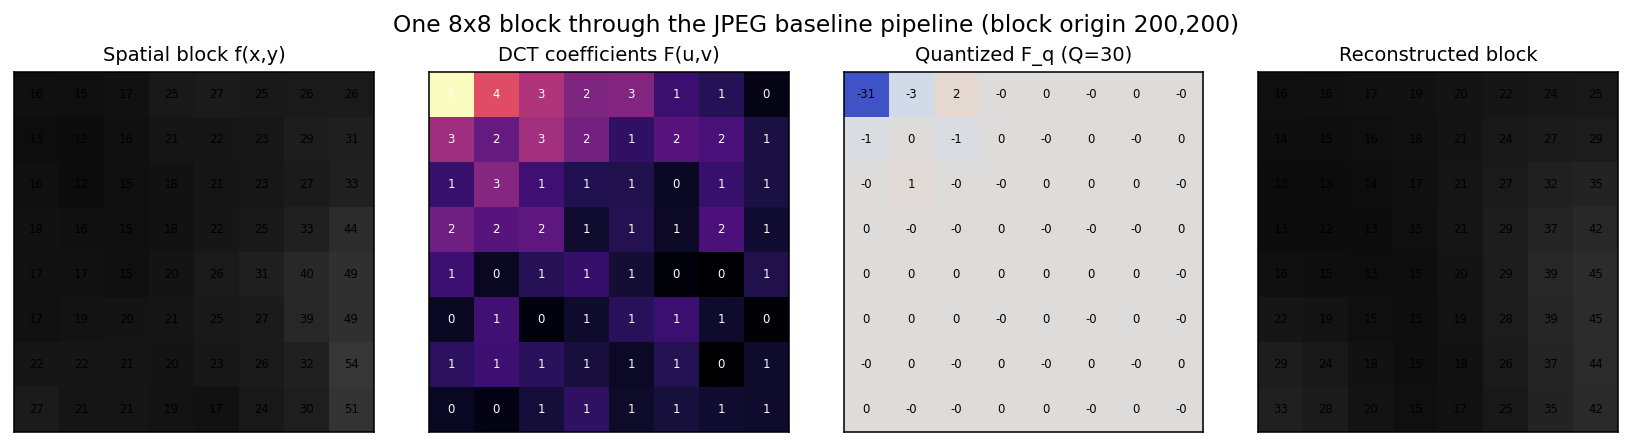 One 8x8 block through the JPEG baseline pipeline (block origin 200,200)
Spatial block f(x,y)
16 15 17 25 27 25 26 26
13 12 16 21 22 23 29 31
16 12 15 18 21 23 27 33
18 16 15 18 22 25 33 44
17 17 15 20 26 31 40 49
17 19 20 21 25 27 39 49
22 22 21 20 23 26 32 54
27 21 21 19 17 24 30 51
DCT coefficients F(u,v)
4 3 2 3 1 1 0
3 2 3 2 1 2 2 1
1 3 1 1 1 0 1 1
2 2 2 1 1 1 2 1
1 0 1 1 1 0 0 1
0 1 0 1 1 1 1 0
1 1 1 1 1 1 0 1
0 0 1 1 1 1 1 1
Quantized F_q (Q=30)
-31 -3 2 -0 0 -0 0 -0
-1 0 -1 0 -0 0 -0 0
-0 1 -0 -0 0 0 0 -0
0 -0 -0 0 -0 -0 -0 0
0 0 0 0 0 0 0 -0
0 0 0 -0 0 -0 0 -0
-0 0 -0 0 -0 0 0 -0
0 -0 -0 0 0 -0 0 -0
Reconstructed block
16 16 17 19 20 22 24 25
14 15 16 18 21 24 27 29
13 13 14 17 21 27 32 35
13 12 13 15 21 29 37 42
16 15 13 15 20 29 39 45
22 19 15 15 19 28 39 45
29 24 18 15 18 26 37 44
33 28 20 15 17 25 35 42